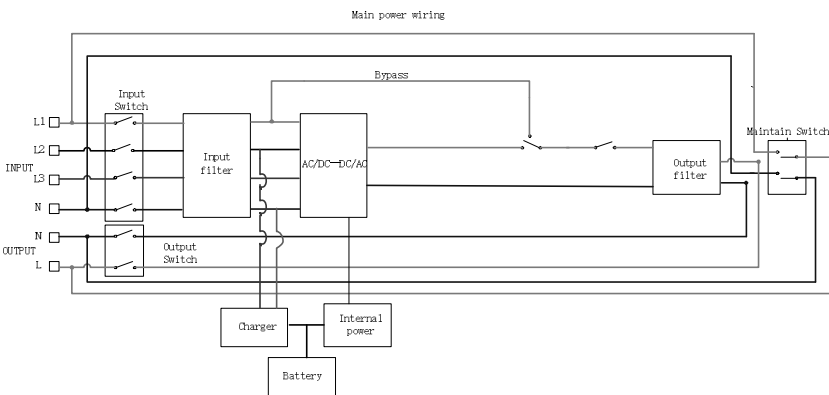 Main power wiring
Bypass
Input
Switch
L1
L2
INPUT
L3
N
N
OUTPUT
L
Input
filter
AC/DC—DC/AC
Output
filter
Maintain Switch
Output
Switch
Charger
Internal
power
Battery